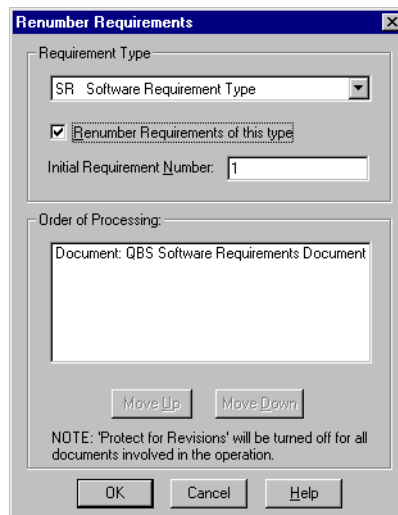 Renumber Requirements
Requirement Type
SR Software Requirement Type
Renumber Requirements of this type
Initial Requirement Number: 1
Order of Processing:
Document: QBS Software Requirements Document
Move Up Move Down
NOTE: 'Protect for Revisions' will be turned off for all
documents involved in the operation.
OK Cancel Help